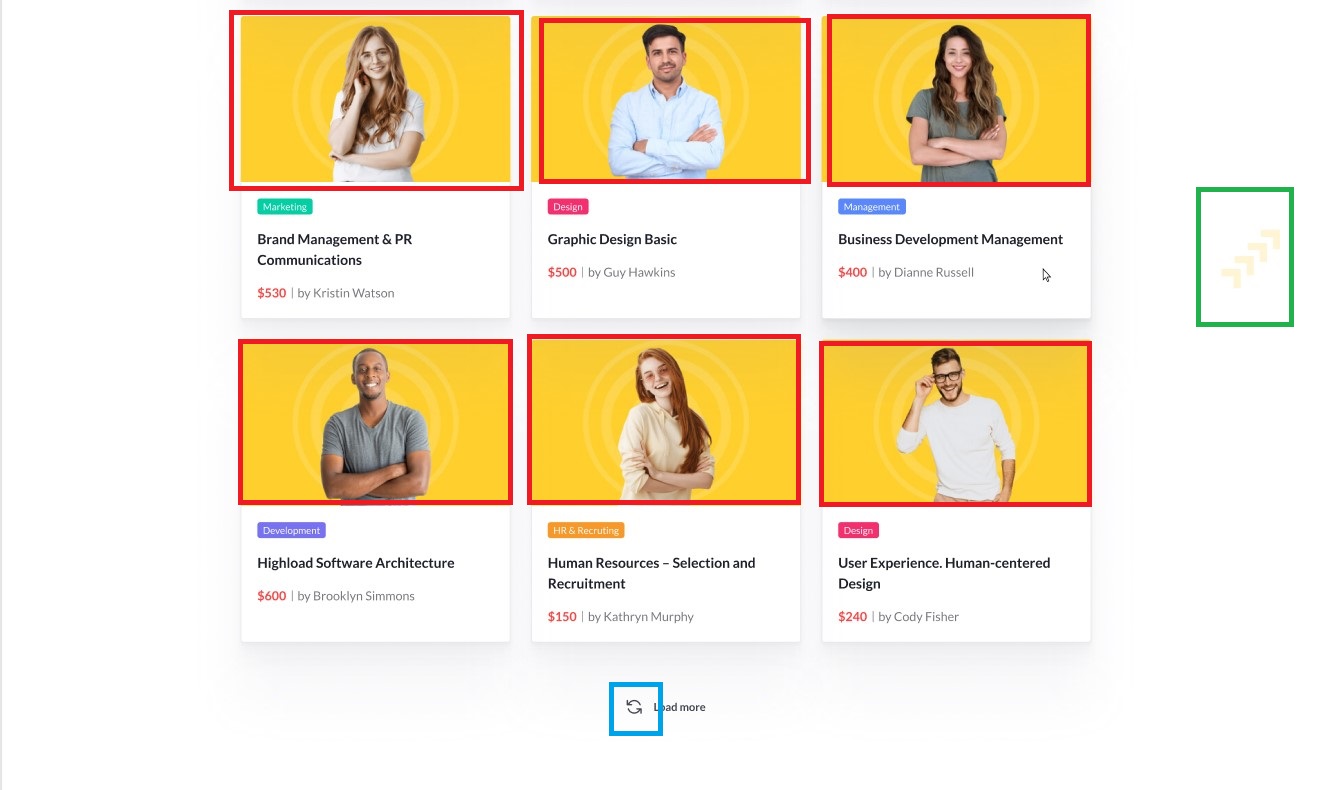 Marketing
Brand Management & PR
Communications
$530 | by Kristin Watson
Design
Graphic Design Basic
$500 | by Guy Hawkins
Management
Business Development Management
$400 | by Dianne Russell
Development
Highload Software Architecture
$600 | by Brooklyn Simmons
HR & Recruting
Human Resources – Selection and
Recruitment
$150 | by Kathryn Murphy
Design
User Experience. Human-centered
Design
$240 | by Cody Fisher
Load more